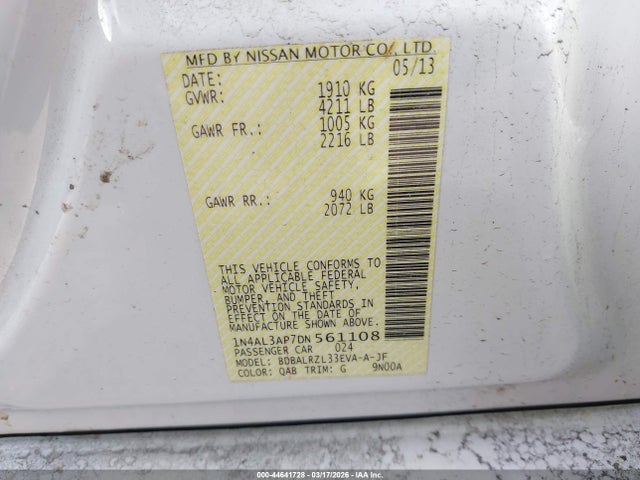 MFD BY NISSAN MOTOR CO., LTD.
DATE: 05/13
GVWR: 1910 KG
4211 LB
GAWR FR.: 1005 KG
2216 LB
GAWR RR.: 940 KG
2072 LB
THIS VEHICLE CONFORMS TO
ALL APPLICABLE FEDERAL
MOTOR VEHICLE SAFETY,
BUMPER, AND THEFT
PREVENTION STANDARDS IN
EFFECT ON THE DATE OF
MANUFACTURE SHOWN ABOVE.
1N4AL3AP7DN561108
PASSENGER CAR 024
MODEL: BDBALRZL33EVA-A-JF
COLOR: QAB TRIM: G 9N00A
000-44641728 - 03/17/2026 - IAA Inc.